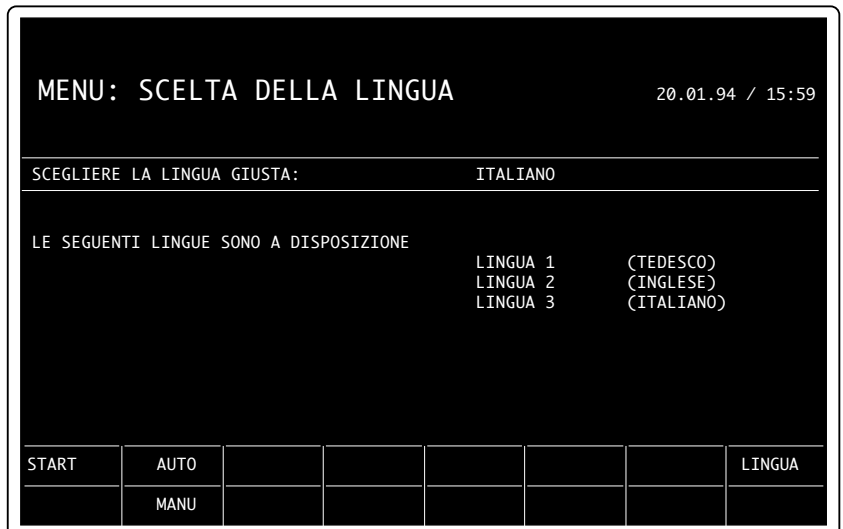 MENU: SCELTA DELLA LINGUA 20.01.94 / 15:59
SCEGLIERE LA LINGUA GIUSTA: ITALIANO
LE SEGUENTI LINGUE SONO A DISPOSIZIONE
LINGUA 1 (TEDESCO)
LINGUA 2 (INGLESE)
LINGUA 3 (ITALIANO)
START AUTO LINGUA
MANU